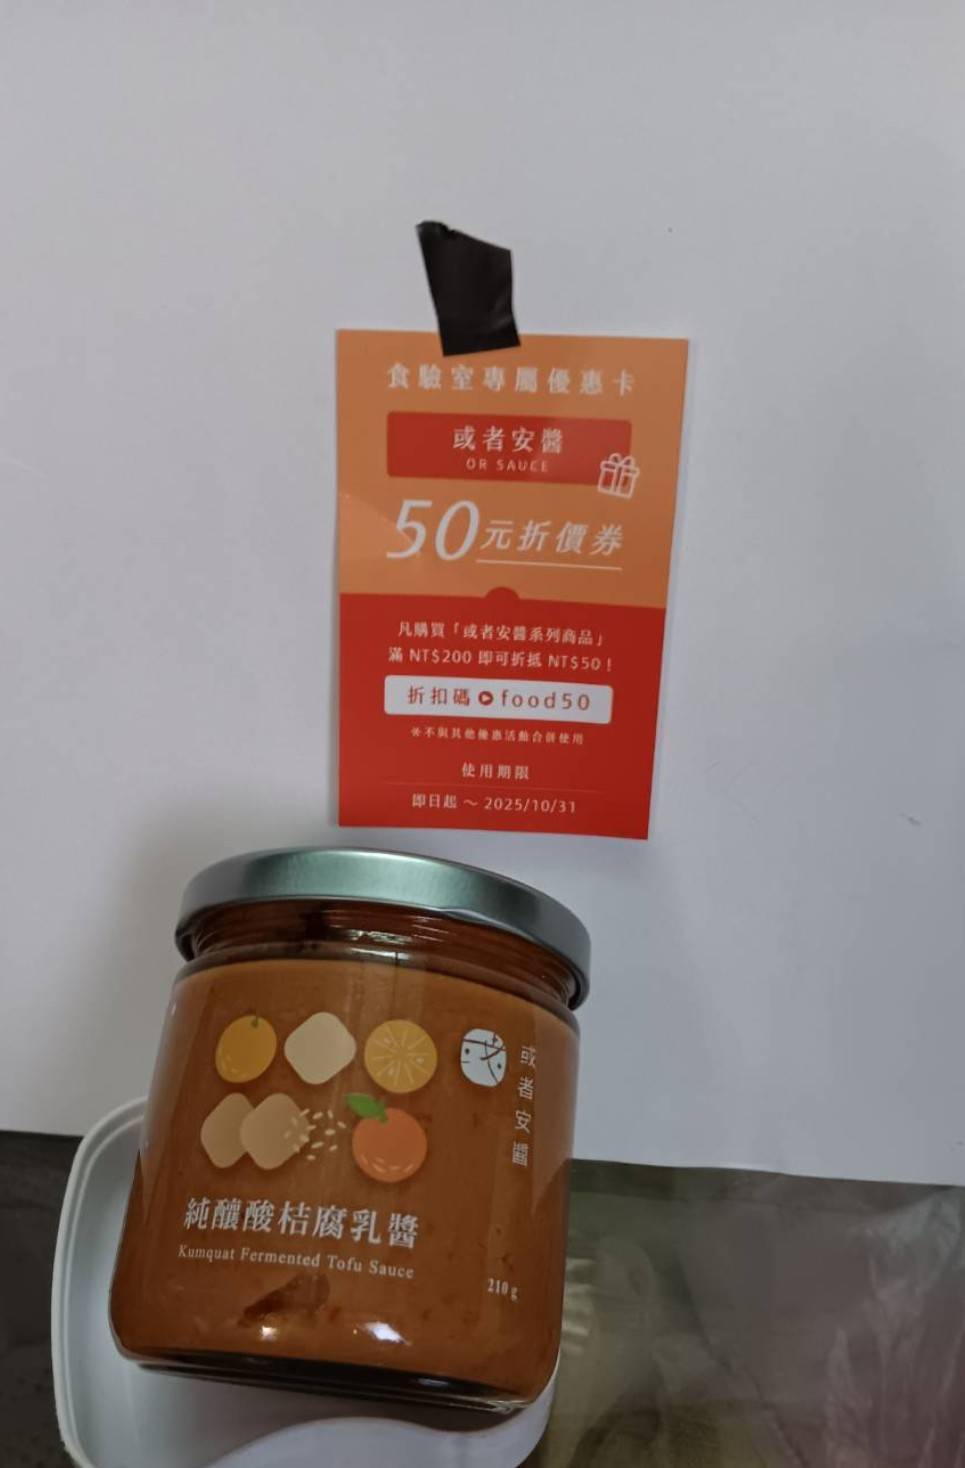 食驗室專屬優惠卡
或者安醬
OR SAUCE
50元折價券
凡購買「或者安醬系列商品」
滿 NT$200 即可折抵 NT$50！
折扣碼 food50
※不與其他優惠活動合併使用
使用期限
即日起 ～ 2025/10/31
或者安醬
純釀酸桔腐乳醬
Kumquat Fermented Tofu Sauce
210 g